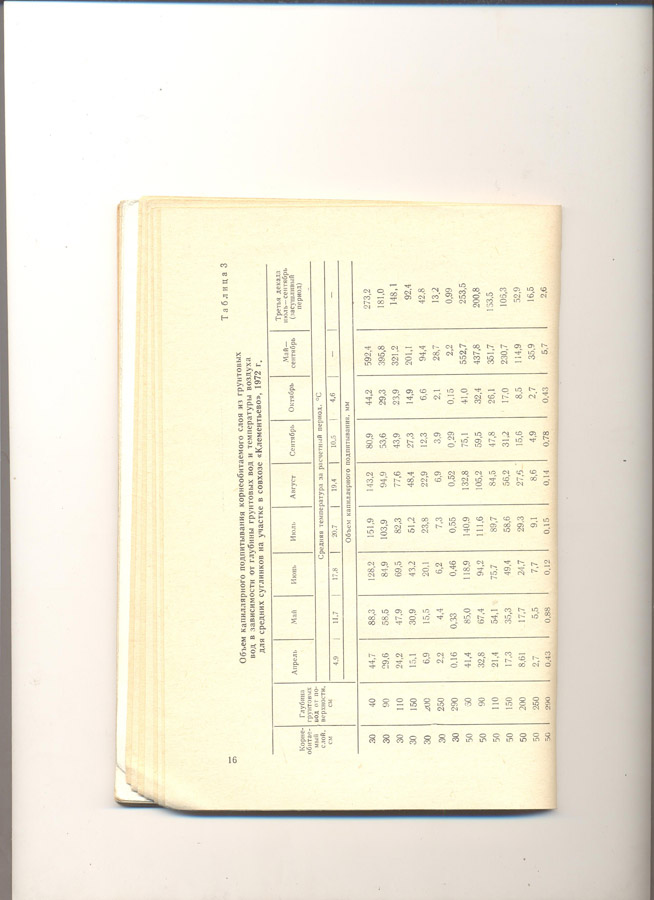 16
Таблица 3
Объем капиллярного подпитывания корнеобитаемого слоя из грунтовых
вод в зависимости от глубины грунтовых вод и температуры воздуха
для средних суглинков на участке в совхозе «Клементьево», 1972 г.
Корне-обитае-мый слой, см | Глубина грунтовых вод от по-верхности, см | Апрель | Май | Июнь | Июль | Август | Сентябрь | Октябрь | Май—сентябрь | Третья декада июль—сентябрь (засушливый период)
Средняя температура за расчетный период, °С
4,9 | 11,7 | 17,8 | 20,7 | 19,4 | 10,5 | 4,6 | — | —
Объем капиллярного подпитывания, мм
30 | 40 | 44,7 | 88,3 | 128,2 | 151,9 | 143,2 | 80,9 | 44,2 | 592,4 | 273,2
30 | 90 | 29,6 | 58,5 | 84,9 | 103,9 | 94,9 | 53,6 | 29,3 | 395,8 | 181,0
30 | 110 | 24,2 | 47,9 | 69,5 | 82,3 | 77,6 | 43,9 | 23,9 | 321,2 | 148,1
30 | 150 | 15,1 | 30,9 | 43,2 | 51,2 | 48,4 | 27,3 | 14,9 | 201,1 | 92,4
30 | 200 | 6,9 | 15,5 | 20,1 | 23,8 | 22,9 | 12,3 | 6,6 | 94,4 | 42,8
30 | 250 | 2,2 | 4,4 | 6,2 | 7,3 | 6,9 | 3,9 | 2,1 | 28,7 | 13,2
30 | 290 | 0,16 | 0,33 | 0,46 | 0,55 | 0,52 | 0,29 | 0,15 | 2,2 | 0,99
50 | 60 | 41,4 | 85,0 | 118,9 | 140,9 | 132,8 | 75,1 | 41,0 | 552,7 | 253,5
50 | 90 | 32,8 | 67,4 | 94,2 | 111,6 | 105,2 | 59,5 | 32,4 | 437,8 | 200,8
50 | 110 | 21,4 | 54,1 | 75,7 | 89,7 | 84,5 | 47,8 | 26,1 | 351,7 | 153,5
50 | 150 | 17,3 | 35,3 | 49,4 | 58,6 | 56,2 | 31,2 | 17,0 | 230,7 | 105,3
50 | 200 | 8,61 | 17,7 | 24,7 | 29,3 | 27,6 | 15,6 | 8,5 | 114,9 | 52,9
50 | 250 | 2,7 | 5,5 | 7,7 | 9,1 | 8,6 | 4,9 | 2,7 | 35,9 | 16,5
50 | 290 | 0,43 | 0,88 | 0,12 | 0,15 | 0,14 | 0,78 | 0,43 | 5,7 | 2,6